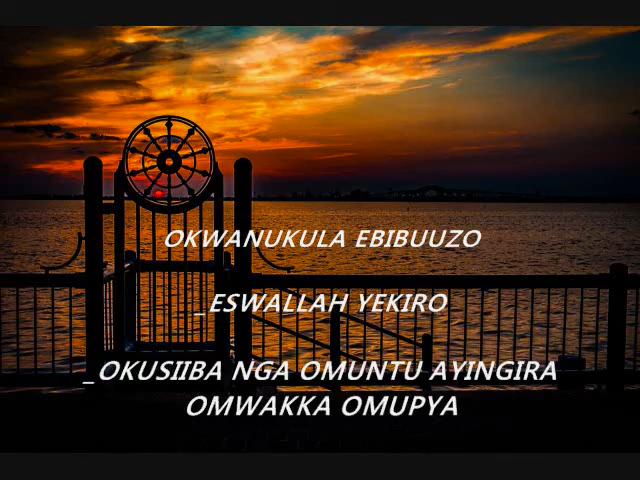 OKWANUKULA EBIBUUZO
_ESWALLAH YEKIRO
_OKUSIIBA NGA OMUNTU AYINGIRA
OMWAKKA OMUPYA